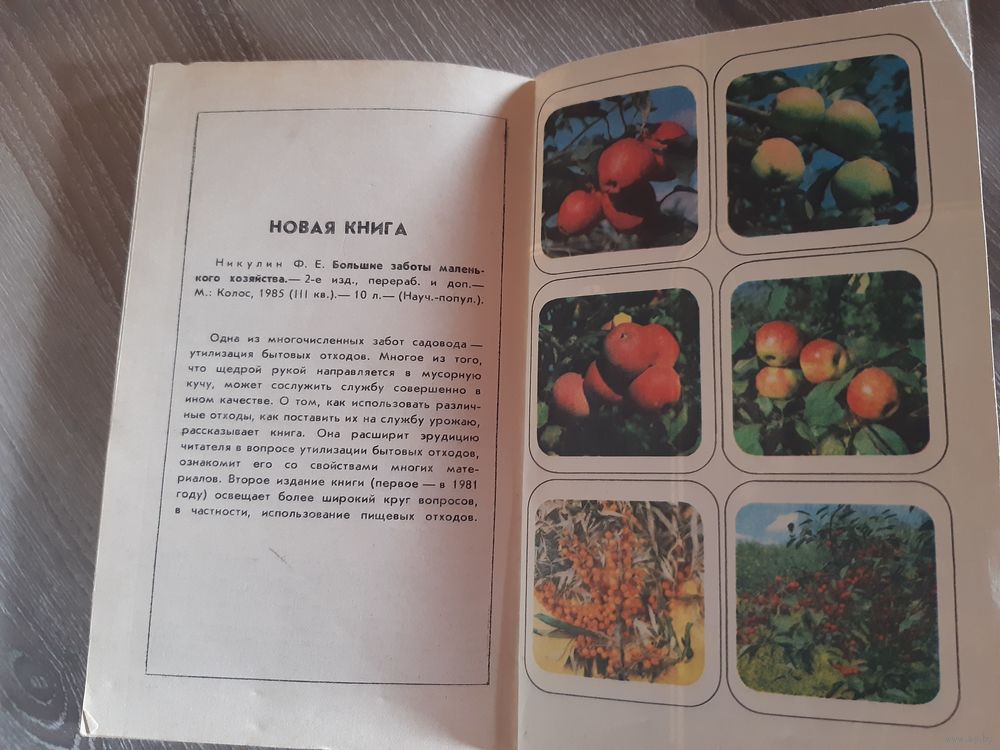 НОВАЯ КНИГА
Никулин Ф. Е. Большие заботы малень-
кого хозяйства.— 2-е изд., перераб. и доп.—
М.: Колос, 1985 (III кв.).— 10 л.— (Науч.-попул.).
Одна из многочисленных забот садовода —
утилизация бытовых отходов. Многое из того,
что щедрой рукой направляется в мусорную
кучу, может сослужить службу совершенно в
ином качестве. О том, как использовать различ-
ные отходы, как поставить их на службу урожаю,
рассказывает книга. Она расширит эрудицию
читателя в вопросе утилизации бытовых отходов,
ознакомит его со свойствами многих мате-
риалов. Второе издание книги (первое — в 1981
году) освещает более широкий круг вопросов,
в частности, использование пищевых отходов.